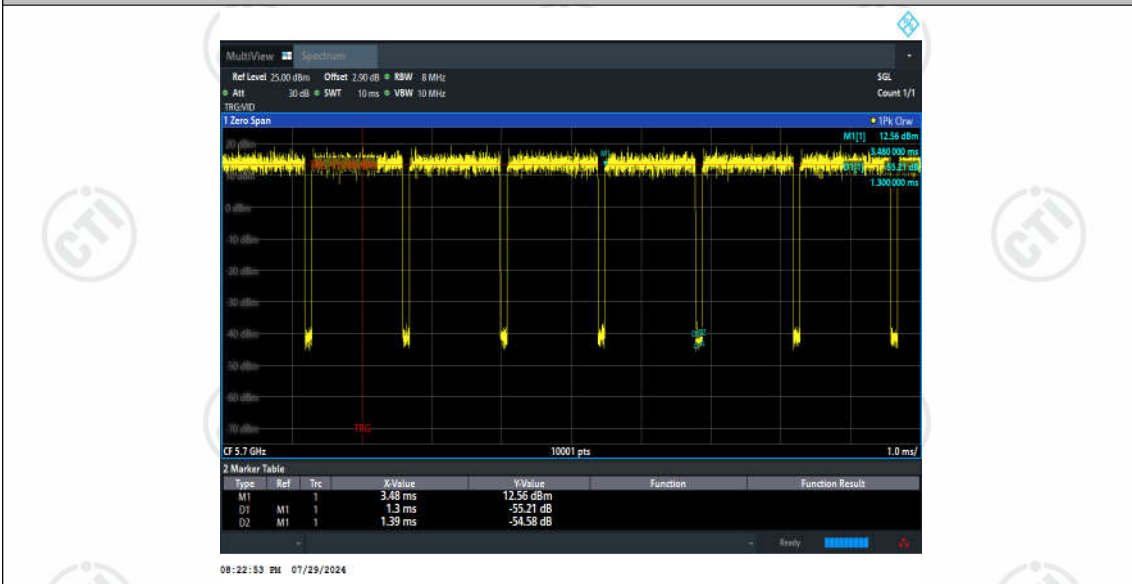 MultiView Spectrum
Ref Level 25.00 dBm Offset 2.90 dB RBW 8 MHz SGL
Att 30 dB SWT 10 ms VBW 10 MHz Count 1/1
TRG:VID
1 Zero Span 1Pk Clrw
M1[1] 12.56 dBm
20 dBm
3.480 000 ms
D1[1] -55.21 dB
10 dBm
1.300 000 ms
0 dBm
-10 dBm
-20 dBm
-30 dBm
-40 dBm
-50 dBm
-60 dBm
-70 dBm
TRG
CF 5.7 GHz 10001 pts 1.0 ms/
2 Marker Table
Type Ref Trc X-Value Y-Value Function Function Result
M1 1 3.48 ms 12.56 dBm
D1 M1 1 1.3 ms -55.21 dB
D2 M1 1 1.39 ms -54.58 dB
Ready
08:22:53 PM 07/29/2024
CTI
CTI